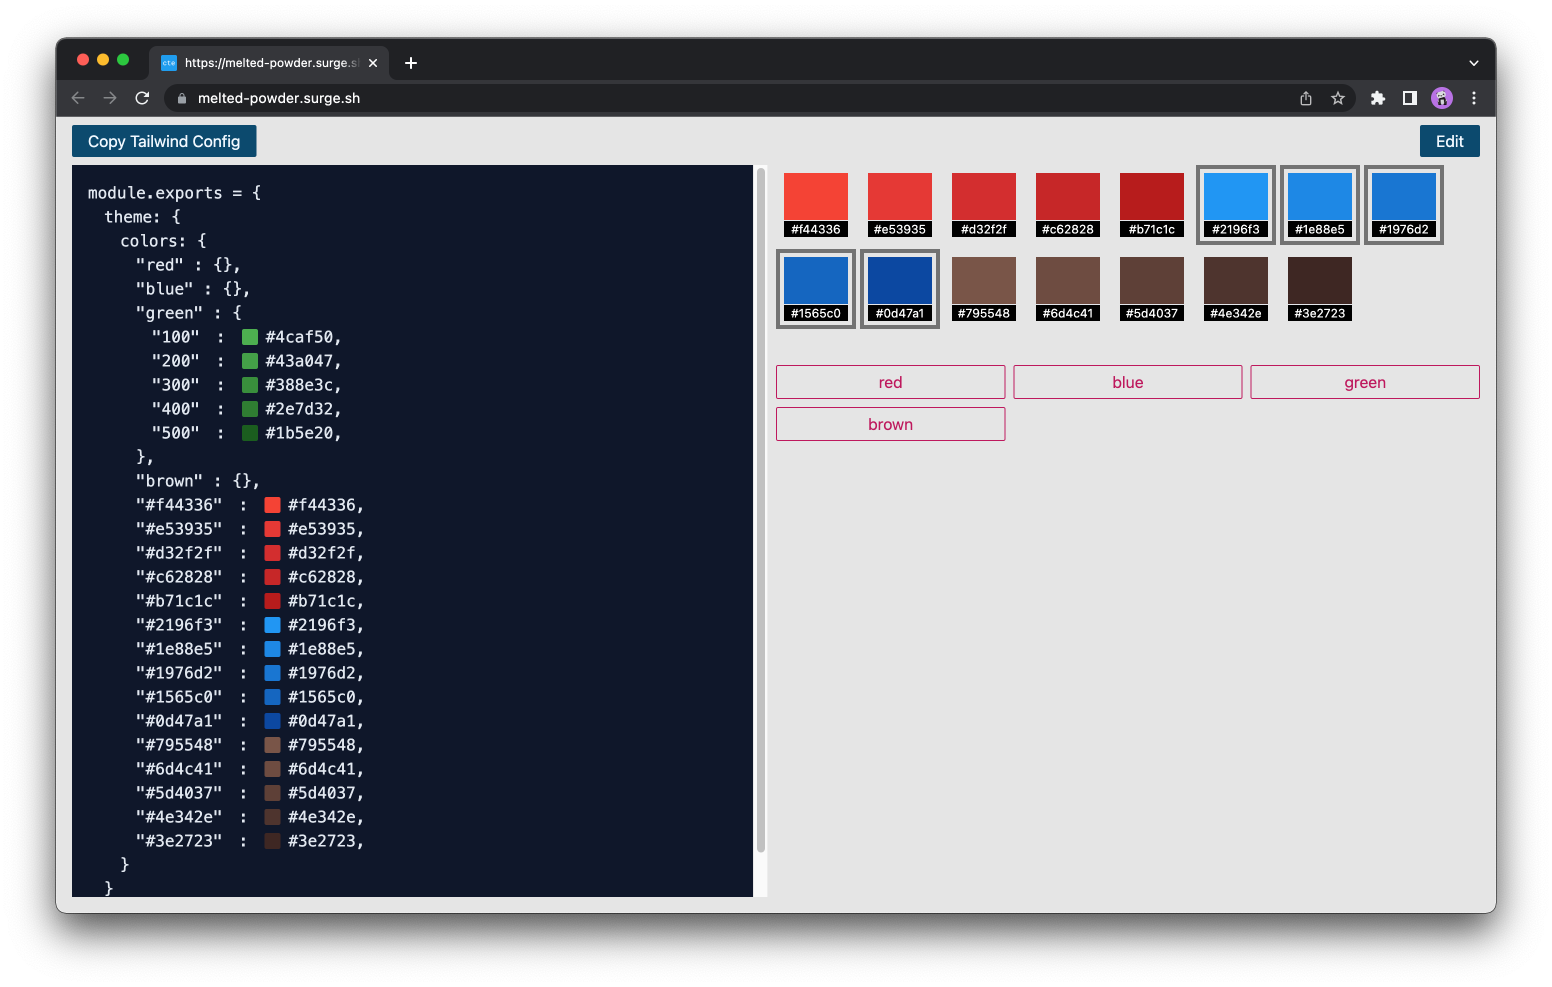 cte https://melted-powder.surge.s
melted-powder.surge.sh
Copy Tailwind Config
Edit
module.exports = {
theme: {
colors: {
"red" : {},
"blue" : {},
"green" : {
"100" : #4caf50,
"200" : #43a047,
"300" : #388e3c,
"400" : #2e7d32,
"500" : #1b5e20,
},
"brown" : {},
"#f44336" : #f44336,
"#e53935" : #e53935,
"#d32f2f" : #d32f2f,
"#c62828" : #c62828,
"#b71c1c" : #b71c1c,
"#2196f3" : #2196f3,
"#1e88e5" : #1e88e5,
"#1976d2" : #1976d2,
"#1565c0" : #1565c0,
"#0d47a1" : #0d47a1,
"#795548" : #795548,
"#6d4c41" : #6d4c41,
"#5d4037" : #5d4037,
"#4e342e" : #4e342e,
"#3e2723" : #3e2723,
}
}
#f44336 #e53935 #d32f2f #c62828 #b71c1c #2196f3 #1e88e5 #1976d2
#1565c0 #0d47a1 #795548 #6d4c41 #5d4037 #4e342e #3e2723
red blue green
brown